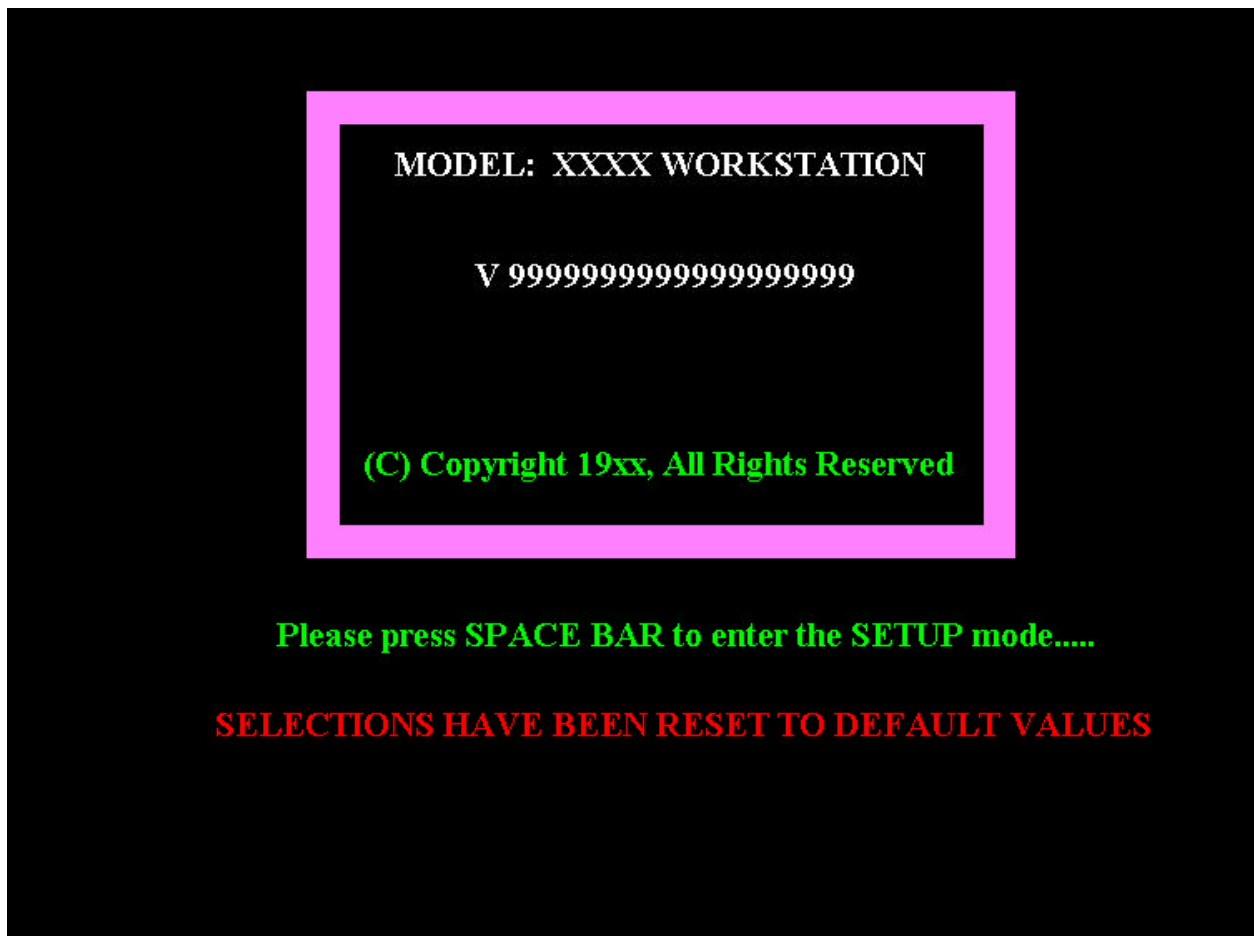 MODEL: XXXX WORKSTATION
V 9999999999999999999
(C) Copyright 19xx, All Rights Reserved
Please press SPACE BAR to enter the SETUP mode.....
SELECTIONS HAVE BEEN RESET TO DEFAULT VALUES